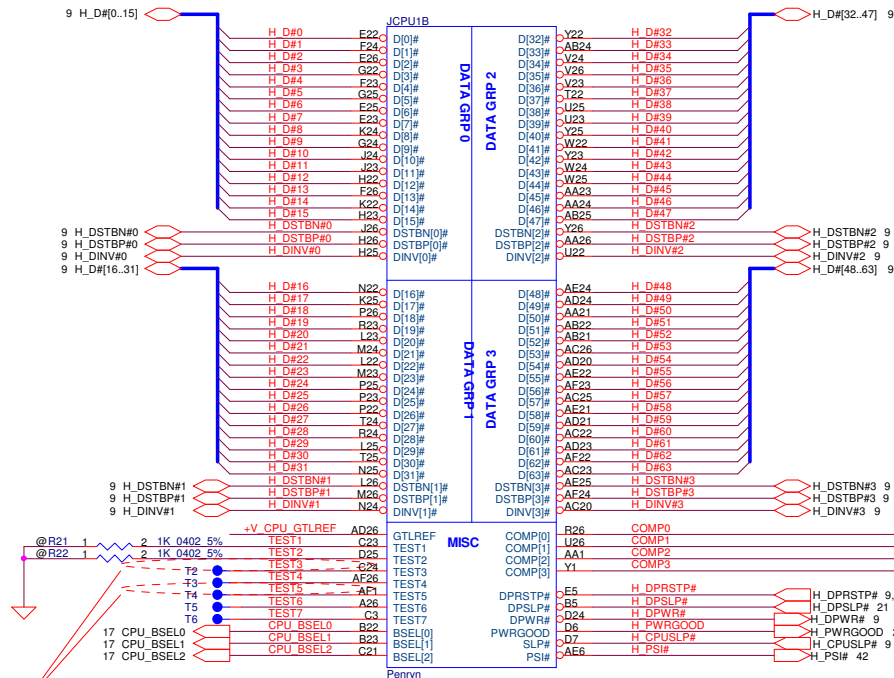 9 H_D#[0..15] JCPU1B H_D#[32..47] 9
H_D#0 E22 D[0]# D[32]# Y22 H_D#32
H_D#1 F24 D[1]# D[33]# AB24 H_D#33
H_D#2 E26 D[2]# D[34]# V24 H_D#34
H_D#3 G22 D[3]# D[35]# V26 H_D#35
H_D#4 F23 D[4]# D[36]# V23 H_D#36
H_D#5 G25 D[5]# D[37]# T22 H_D#37
H_D#6 E25 D[6]# D[38]# U25 H_D#38
H_D#7 E23 D[7]# D[39]# U23 H_D#39
H_D#8 K24 D[8]# D[40]# Y25 H_D#40
H_D#9 G24 D[9]# D[41]# W22 H_D#41
H_D#10 J24 D[10]# D[42]# Y23 H_D#42
H_D#11 J23 D[11]# D[43]# W24 H_D#43
H_D#12 H22 D[12]# D[44]# W25 H_D#44
H_D#13 F26 D[13]# D[45]# AA23 H_D#45
H_D#14 K22 D[14]# D[46]# AA24 H_D#46
H_D#15 H23 D[15]# D[47]# AB25 H_D#47
9 H_DSTBN#0 H_DSTBN#0 J26 DSTBN[0]# DSTBN[2]# Y26 H_DSTBN#2 H_DSTBN#2 9
9 H_DSTBP#0 H_DSTBP#0 H26 DSTBP[0]# DSTBP[2]# AA26 H_DSTBP#2 H_DSTBP#2 9
9 H_DINV#0 H_DINV#0 H25 DINV[0]# DINV[2]# U22 H_DINV#2 H_DINV#2 9
DATA GRP 0
DATA GRP 2
9 H_D#[16..31] H_D#[48..63] 9
H_D#16 N22 D[16]# D[48]# AE24 H_D#48
H_D#17 K25 D[17]# D[49]# AD24 H_D#49
H_D#18 P26 D[18]# D[50]# AA21 H_D#50
H_D#19 R23 D[19]# D[51]# AB22 H_D#51
H_D#20 L23 D[20]# D[52]# AB21 H_D#52
H_D#21 M24 D[21]# D[53]# AC26 H_D#53
H_D#22 L22 D[22]# D[54]# AD20 H_D#54
H_D#23 M23 D[23]# D[55]# AE22 H_D#55
H_D#24 P25 D[24]# D[56]# AF23 H_D#56
H_D#25 P23 D[25]# D[57]# AC25 H_D#57
H_D#26 P22 D[26]# D[58]# AE21 H_D#58
H_D#27 T24 D[27]# D[59]# AD21 H_D#59
H_D#28 R24 D[28]# D[60]# AC22 H_D#60
H_D#29 L25 D[29]# D[61]# AD23 H_D#61
H_D#30 T25 D[30]# D[62]# AF22 H_D#62
H_D#31 N25 D[31]# D[63]# AC23 H_D#63
9 H_DSTBN#1 H_DSTBN#1 L26 DSTBN[1]# DSTBN[3]# AE25 H_DSTBN#3 H_DSTBN#3 9
9 H_DSTBP#1 H_DSTBP#1 M26 DSTBP[1]# DSTBP[3]# AF24 H_DSTBP#3 H_DSTBP#3 9
9 H_DINV#1 H_DINV#1 N24 DINV[1]# DINV[3]# AC20 H_DINV#3 H_DINV#3 9
DATA GRP 1
DATA GRP 3
+V_CPU_GTLREF AD26 GTLREF MISC COMP[0] R26 COMP0
@R21 1 2 1K_0402_5% TEST1 C23 TEST1 COMP[1] U26 COMP1
@R22 1 2 1K_0402_5% TEST2 D25 TEST2 COMP[2] AA1 COMP2
T2 TEST3 C24 TEST3 COMP[3] Y1 COMP3
T3 TEST4 AF26 TEST4
T4 TEST5 AF1 TEST5 DPRSTP# E5 H_DPRSTP# H_DPRSTP# 9,
T5 TEST6 A26 TEST6 DPSLP# B5 H_DPSLP# H_DPSLP# 21
T6 TEST7 C3 TEST7 DPWR# D24 H_DPWR# H_DPWR# 9
17 CPU_BSEL0 CPU_BSEL0 B22 BSEL[0] PWRGOOD D6 H_PWRGOOD H_PWRGOOD
17 CPU_BSEL1 CPU_BSEL1 B23 BSEL[1] SLP# D7 H_CPUSLP# H_CPUSLP# 9
17 CPU_BSEL2 CPU_BSEL2 C21 BSEL[2] PSI# AE6 H_PSI# H_PSI# 42
Penryn